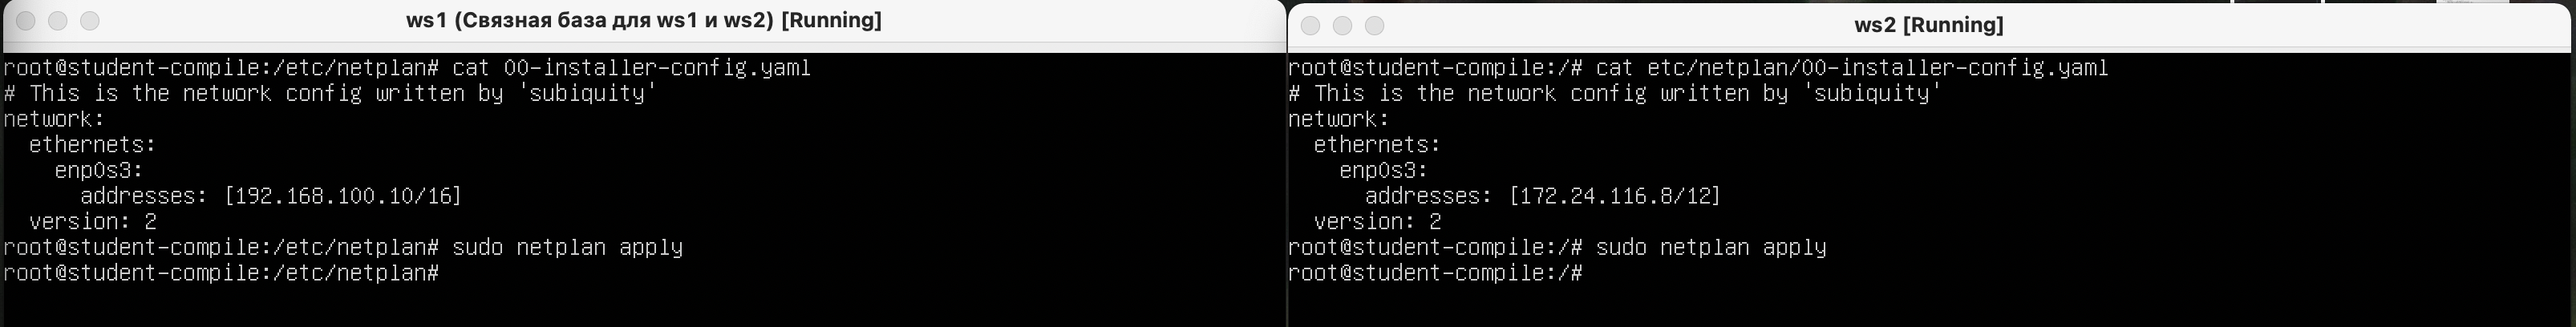 ws1 (Связная база для ws1 и ws2) [Running]
root@student-compile:/etc/netplan# cat 00-installer-config.yaml
# This is the network config written by 'subiquity'
network:
  ethernets:
    enp0s3:
      addresses: [192.168.100.10/16]
  version: 2
root@student-compile:/etc/netplan# sudo netplan apply
root@student-compile:/etc/netplan#
ws2 [Running]
root@student-compile:/# cat etc/netplan/00-installer-config.yaml
# This is the network config written by 'subiquity'
network:
  ethernets:
    enp0s3:
      addresses: [172.24.116.8/12]
  version: 2
root@student-compile:/# sudo netplan apply
root@student-compile:/#